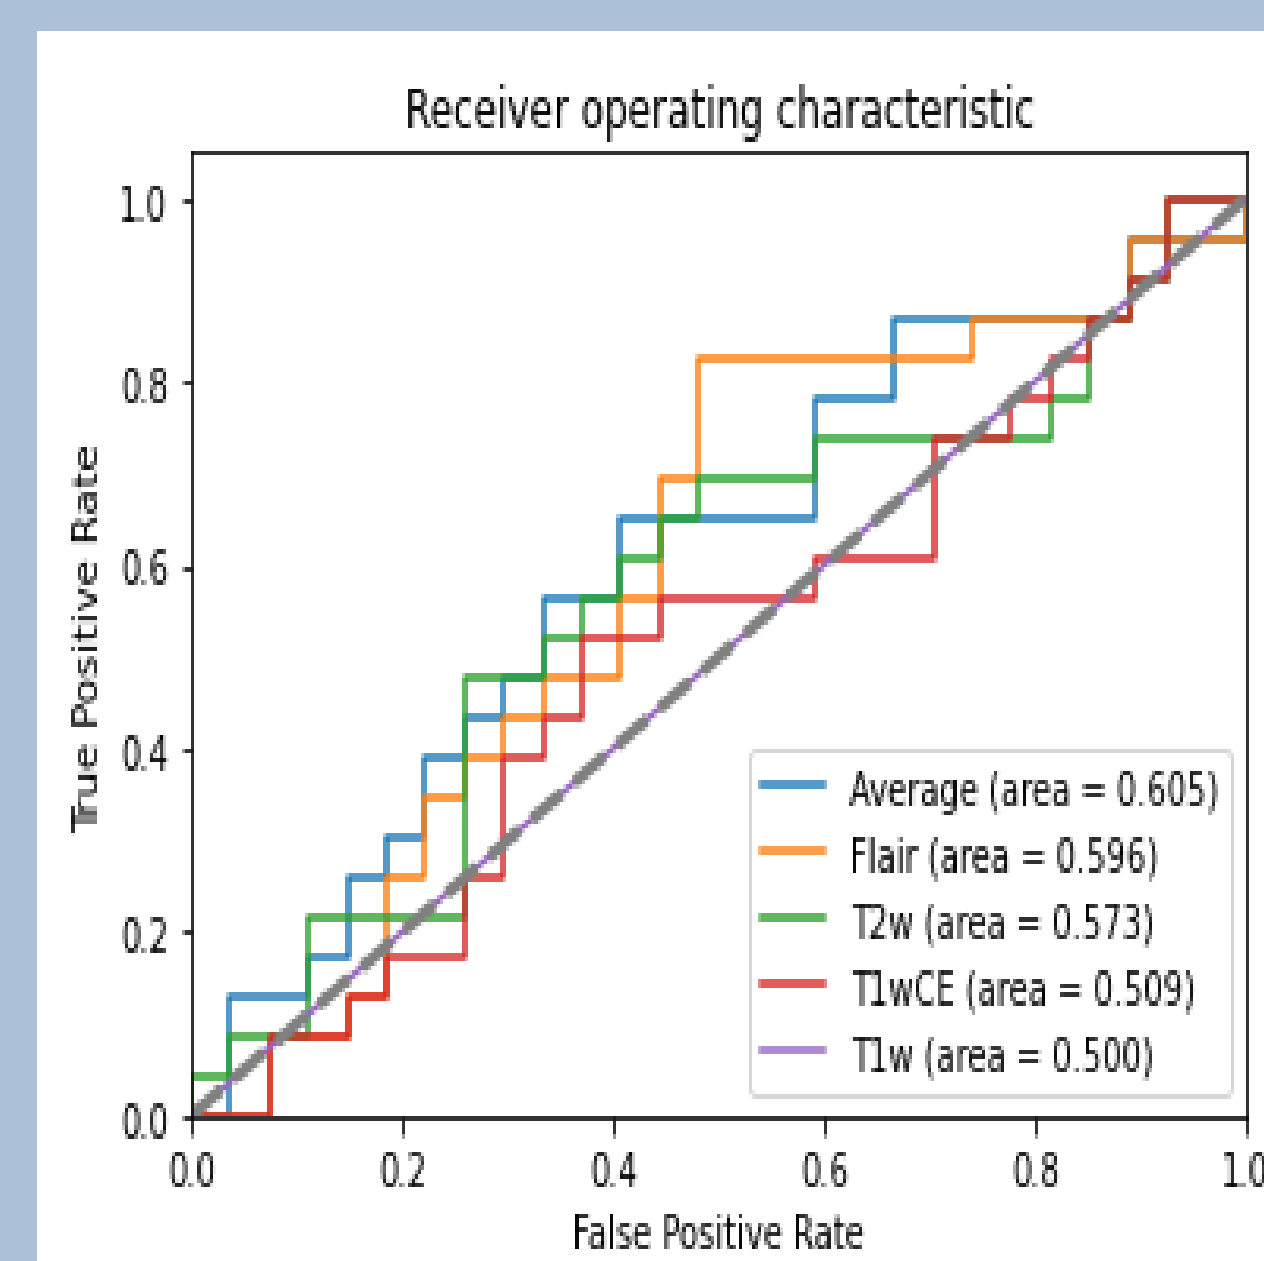 Receiver operating characteristic
1.0
0.8
0.6
0.4
0.2
0.0
True Positive Rate
Average (area = 0.605)
Flair (area = 0.596)
T2w (area = 0.573)
T1wCE (area = 0.509)
T1w (area = 0.500)
0.0 0.2 0.4 0.6 0.8 1.0
False Positive Rate